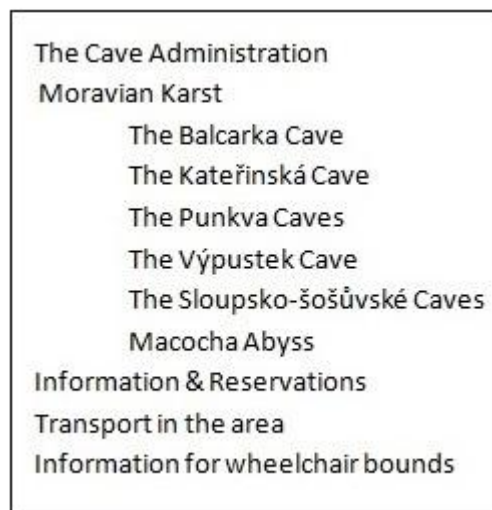 The Cave Administration
Moravian Karst
The Balcarka Cave
The Kateřinská Cave
The Punkva Caves
The Výpustek Cave
The Sloupsko-šošůvské Caves
Macocha Abyss
Information & Reservations
Transport in the area
Information for wheelchair bounds